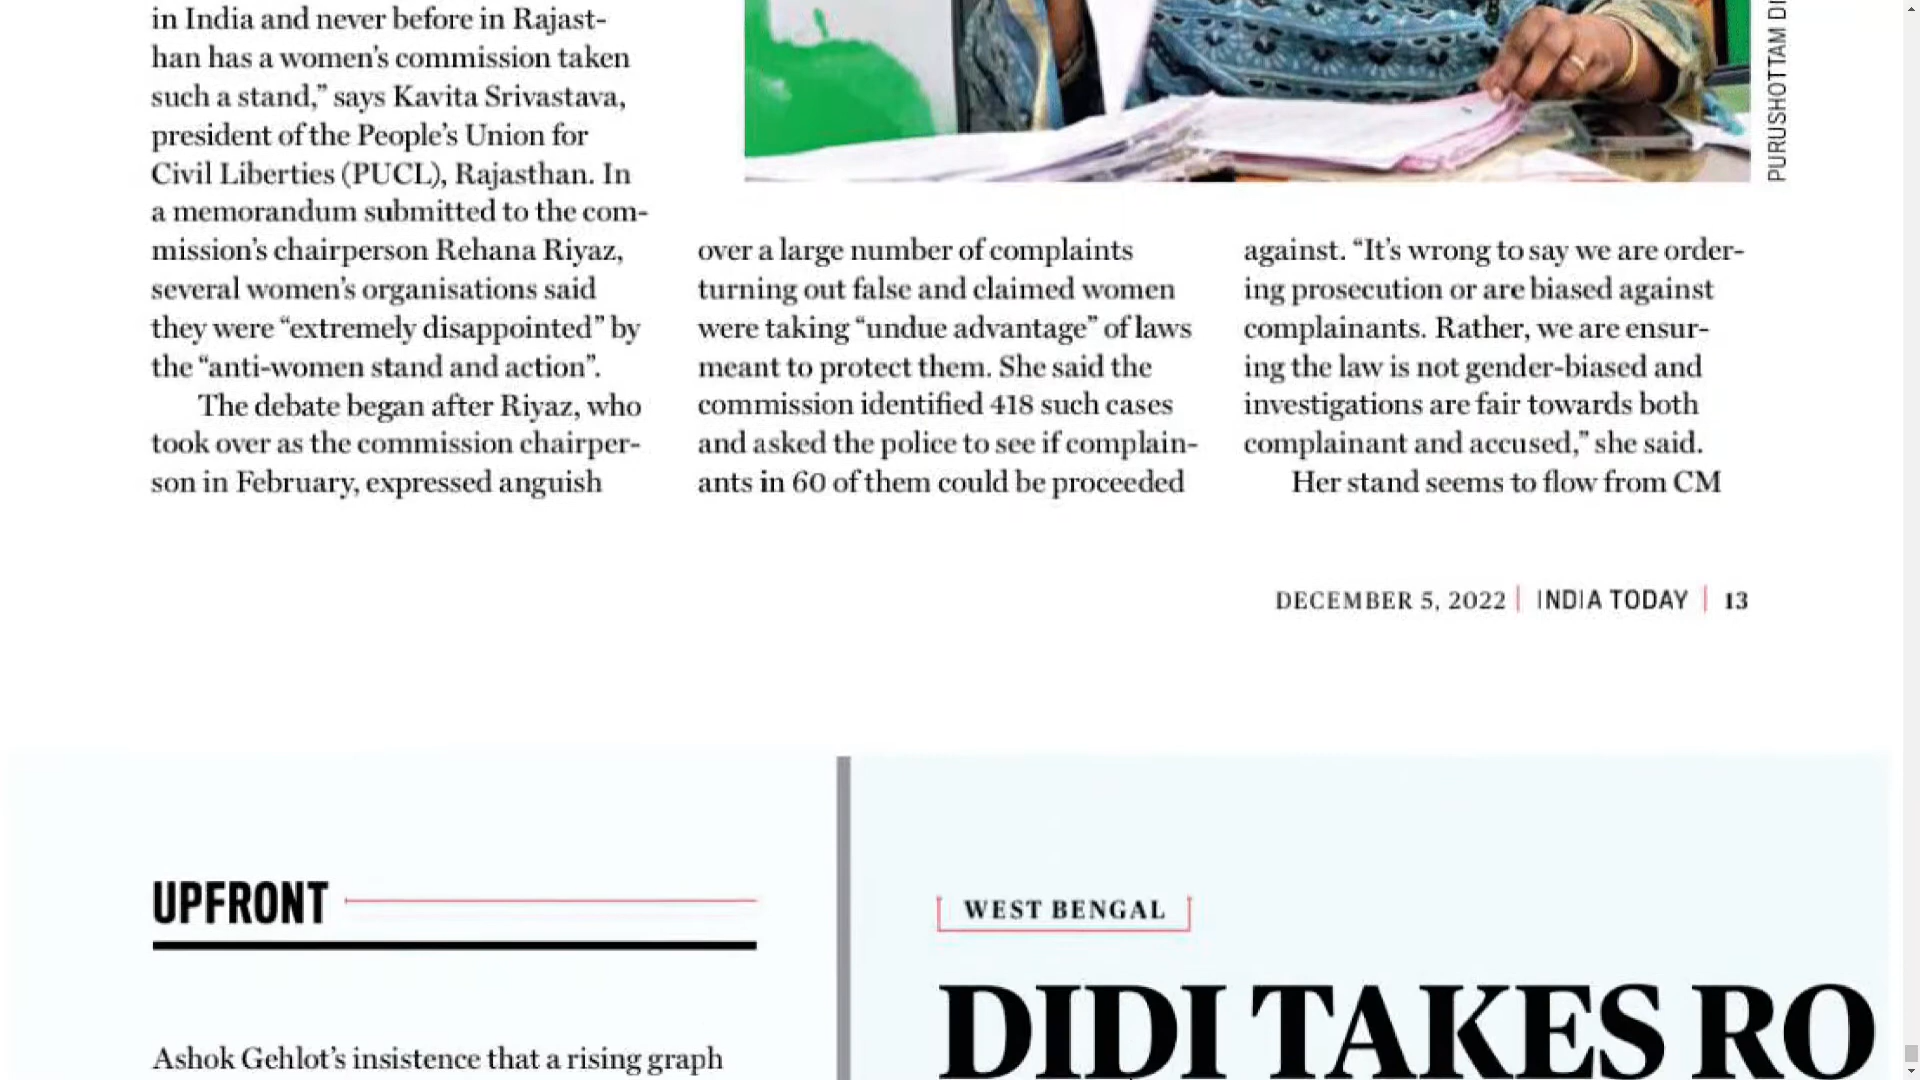 in India and never before in Rajast-
han has a women's commission taken
such a stand,” says Kavita Srivastava,
president of the People's Union for
Civil Liberties (PUCL), Rajasthan. In
a memorandum submitted to the com-
mission's chairperson Rehana Riyaz,
several women's organisations said
they were “extremely disappointed” by
the “anti-women stand and action”.
The debate began after Riyaz, who
took over as the commission chairper-
son in February, expressed anguish
PURUSHOTTAM DI
over a large number of complaints
turning out false and claimed women
were taking “undue advantage” of laws
meant to protect them. She said the
commission identified 418 such cases
and asked the police to see if complain-
ants in 60 of them could be proceeded
against. “It's wrong to say we are order-
ing prosecution or are biased against
complainants. Rather, we are ensur-
ing the law is not gender-biased and
investigations are fair towards both
complainant and accused,” she said.
Her stand seems to flow from CM
DECEMBER 5, 2022 | INDIA TODAY | 13
UPFRONT
Ashok Gehlot's insistence that a rising graph
WEST BENGAL
DIDI TAKES RO